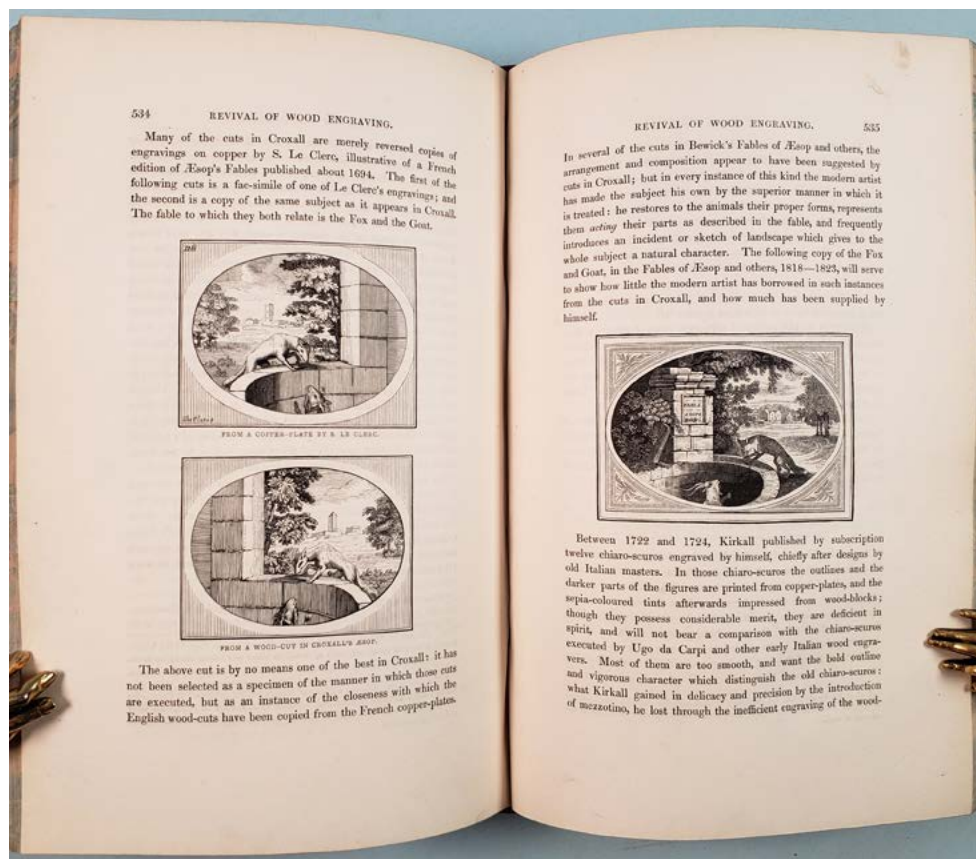 534
REVIVAL OF WOOD ENGRAVING.
Many of the cuts in Croxall are merely reversed copies of
engravings on copper by S. Le Clerc, illustrative of a French
edition of Æsop's Fables published about 1694. The first of the
following cuts is a fac-simile of one of Le Clerc's engravings; and
the second is a copy of the same subject as it appears in Croxall.
The fable to which they both relate is the Fox and the Goat.
FROM A COPPER-PLATE BY S. LE CLERC.
FROM A WOOD-CUT IN CROXALL'S ÆSOP.
The above cut is by no means one of the best in Croxall: it has
not been selected as a specimen of the manner in which those cuts
are executed, but as an instance of the closeness with which the
English wood-cuts have been copied from the French copper-plates.
REVIVAL OF WOOD ENGRAVING.
535
In several of the cuts in Bewick's Fables of Æsop and others, the
arrangement and composition appear to have been suggested by
cuts in Croxall; but in every instance of this kind the modern artist
has made the subject his own by the superior manner in which it
is treated: he restores to the animals their proper forms, represents
them acting their parts as described in the fable, and frequently
introduces an incident or sketch of landscape which gives to the
whole subject a natural character. The following copy of the Fox
and Goat, in the Fables of Æsop and others, 1818—1823, will serve
to show how little the modern artist has borrowed in such instances
from the cuts in Croxall, and how much has been supplied by
himself.
Between 1722 and 1724, Kirkall published by subscription
twelve chiaro-scuros engraved by himself, chiefly after designs by
old Italian masters. In those chiaro-scuros the outlines and the
darker parts of the figures are printed from copper-plates, and the
sepia-coloured tints afterwards impressed from wood-blocks;
though they possess considerable merit, they are deficient in
spirit, and will not bear a comparison with the chiaro-scuros
executed by Ugo da Carpi and other early Italian wood engra-
vers. Most of them are too smooth, and want the bold outline
and vigorous character which distinguish the old chiaro-scuros:
what Kirkall gained in delicacy and precision by the introduction
of mezzotino, he lost through the inefficient engraving of the wood-